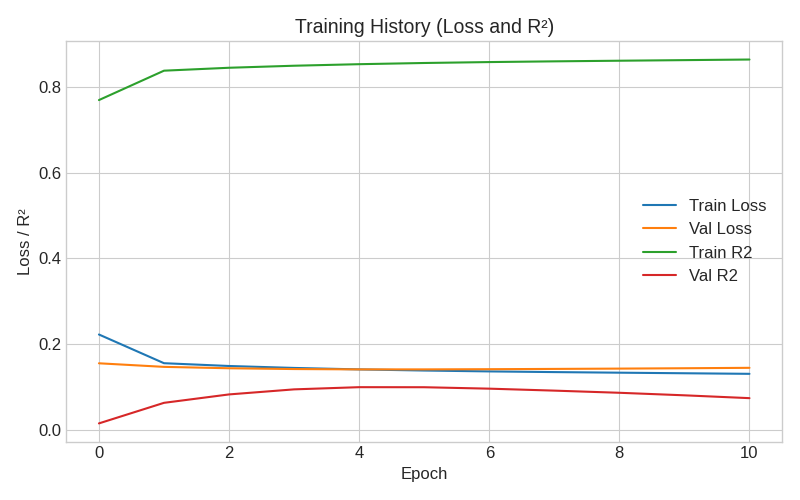 Training History (Loss and R²)
Loss / R²
0.8
0.6
0.4
0.2
0.0
Train Loss
Val Loss
Train R2
Val R2
0 2 4 6 8 10
Epoch